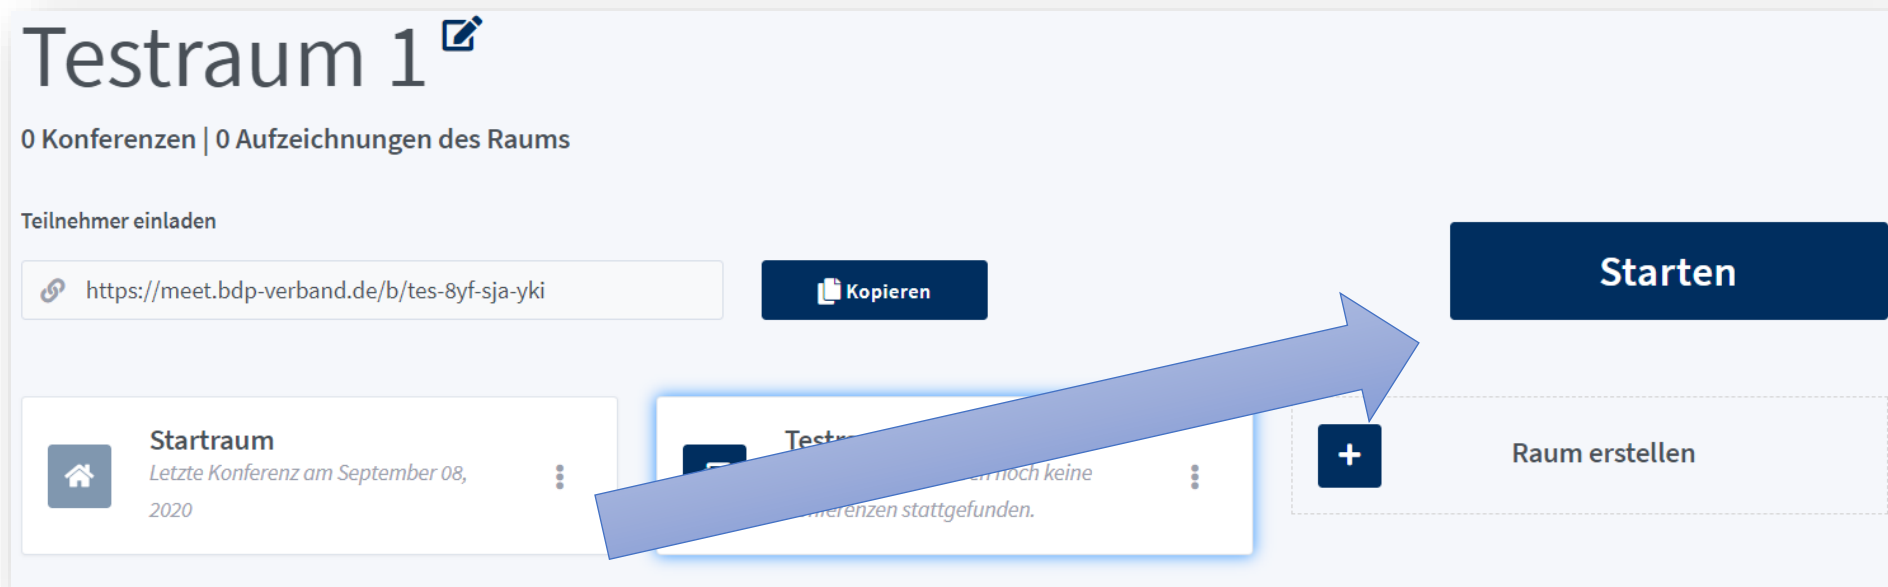 Testraum 1
0 Konferenzen | 0 Aufzeichnungen des Raums
Teilnehmer einladen
https://meet.bdp-verband.de/b/tes-8yf-sja-yki
Kopieren
Starten
Startraum
Letzte Konferenz am September 08,
2020
noch keine
stattgefunden.
Raum erstellen